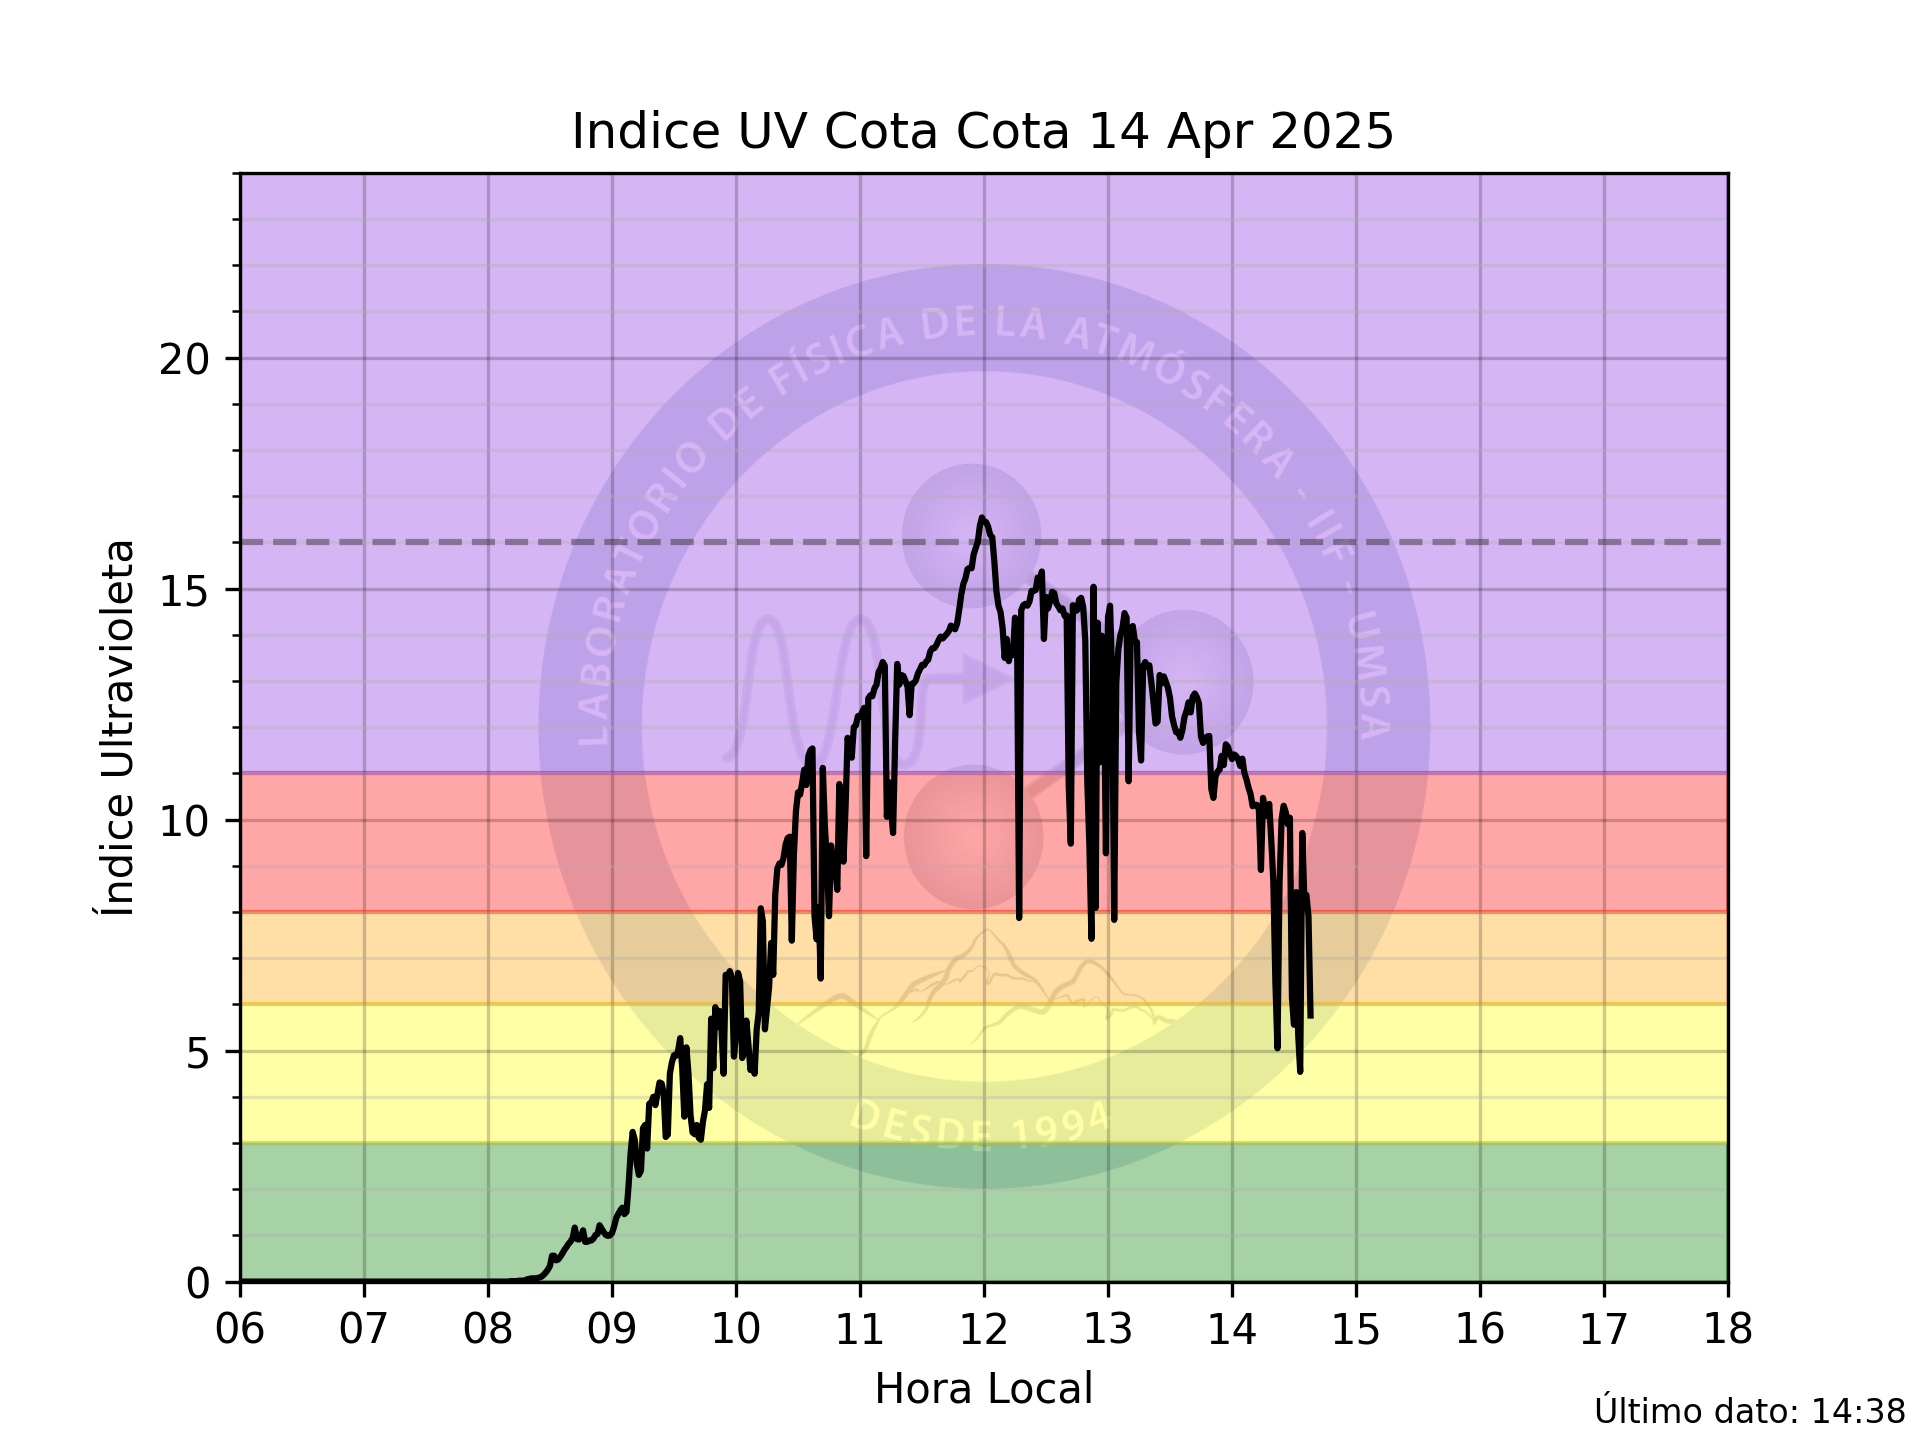 Indice UV Cota Cota 14 Apr 2025
LABORATORIO DE FÍSICA DE LA ATMÓSFERA - IIF - UMSA
DESDE 1994
Índice Ultravioleta
20
15
10
5
0
06 07 08 09 10 11 12 13 14 15 16 17 18
Hora Local
Último dato: 14:38